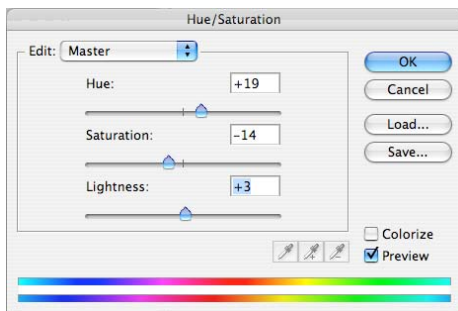 Hue/Saturation
Edit: Master
OK
Hue: +19
Cancel
Load...
Saturation: -14
Save...
Lightness: +3
Colorize
Preview